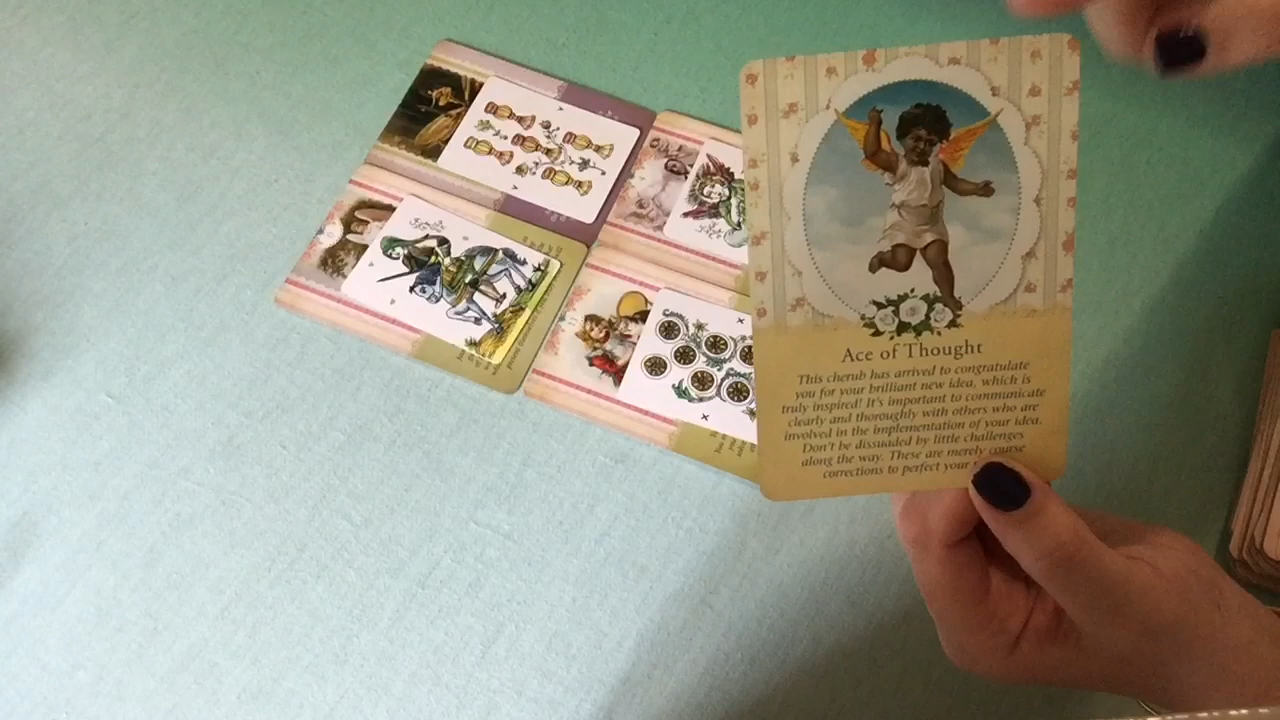 Ace of Thought
This cherub has arrived to congratulate
you for your brilliant new idea, which is
truly inspired! It's important to communicate
clearly and thoroughly with others who are
involved in the implementation of your idea.
Don't be dissuaded by little challenges
along the way. These are merely course
corrections to perfect your